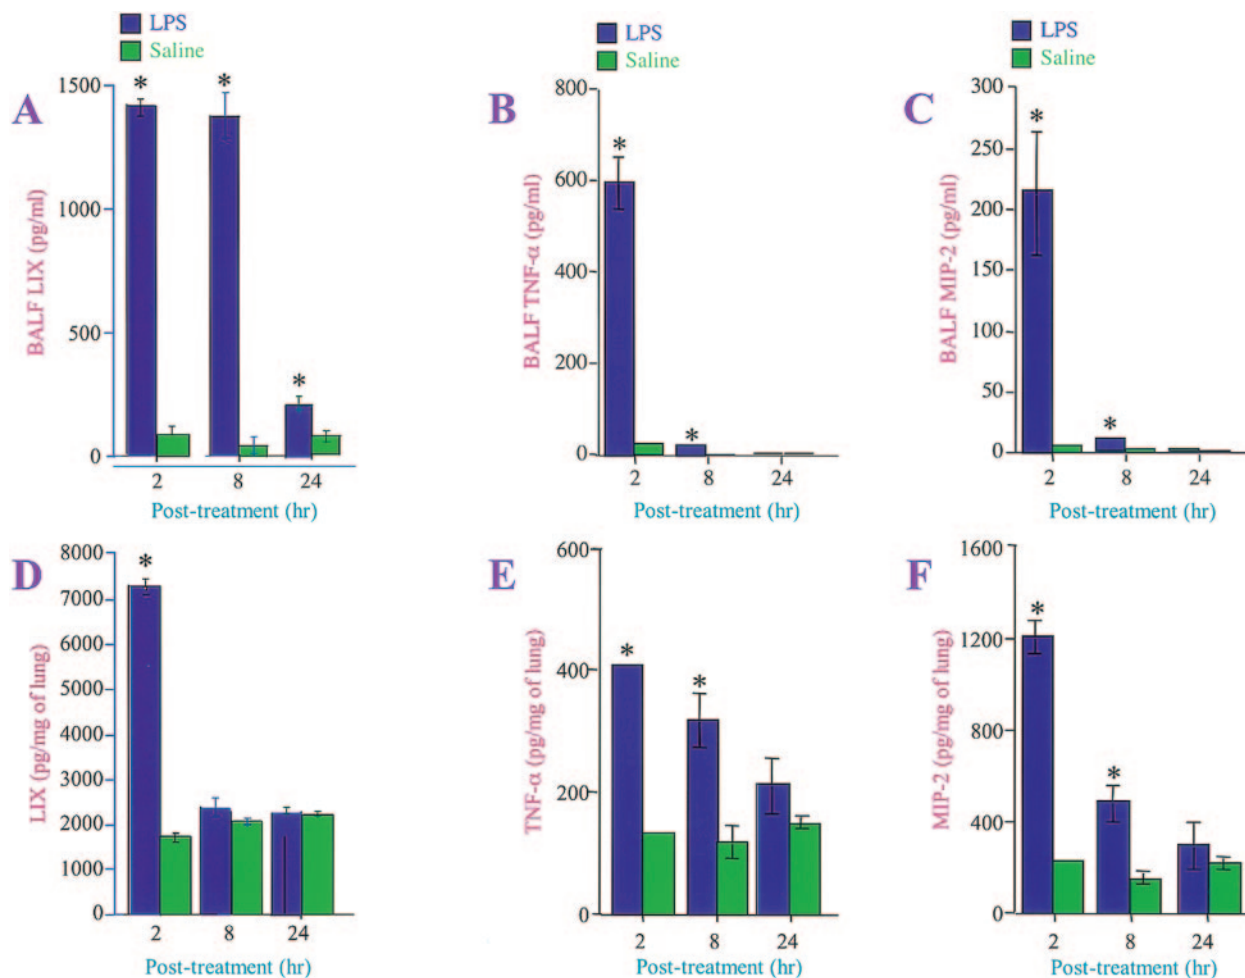 LPS
Saline
A
BALF LIX (pg/ml)
1500
1000
500
0
*
*
*
2
8
24
Post-treatment (hr)
LPS
Saline
B
BALF TNF-α (pg/ml)
800
600
400
200
0
*
*
2
8
24
Post-treatment (hr)
LPS
Saline
C
BALF MIP-2 (pg/ml)
300
250
200
150
100
50
0
*
*
2
8
24
Post-treatment (hr)
D
LIX (pg/mg of lung)
8000
7000
6000
5000
4000
3000
2000
1000
0
*
2
8
24
Post-treatment (hr)
E
TNF-α (pg/mg of lung)
600
400
200
0
*
*
2
8
24
Post-treatment (hr)
F
MIP-2 (pg/mg of lung)
1600
1200
800
400
0
*
*
2
8
24
Post-treatment (hr)